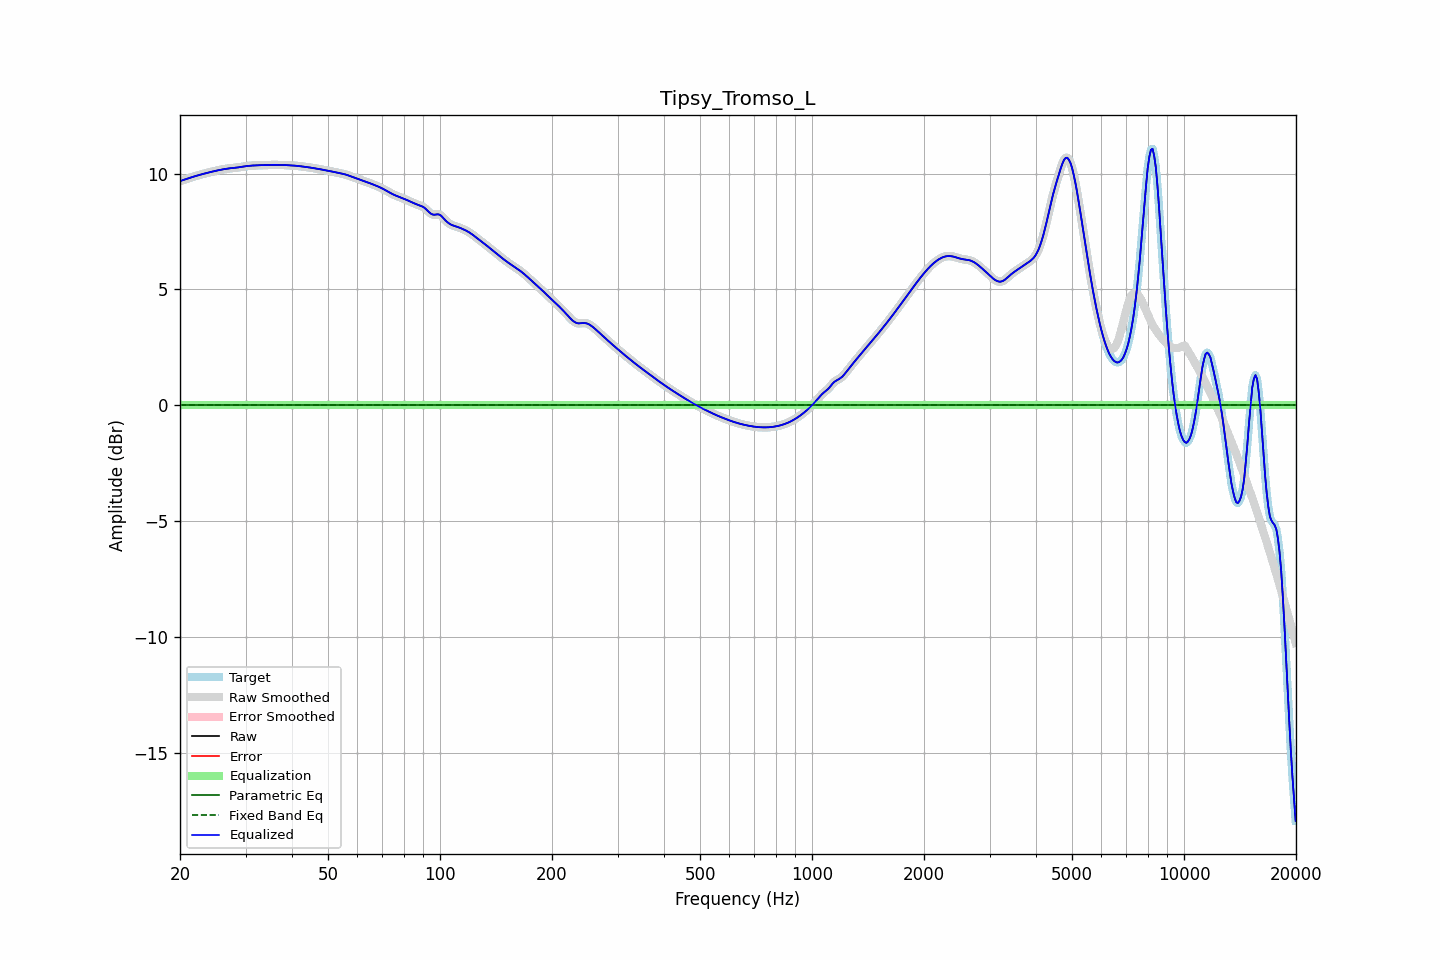 Tipsy_Tromso_L
Amplitude (dBr)
10
5
0
−5
−10
−15
Target
Raw Smoothed
Error Smoothed
Raw
Error
Equalization
Parametric Eq
Fixed Band Eq
Equalized
20 50 100 200 500 1000 2000 5000 10000 20000
Frequency (Hz)